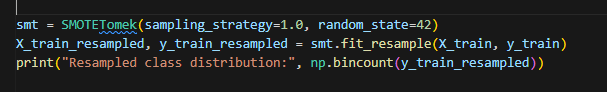 smt = SMOTETomek(sampling_strategy=1.0, random_state=42)
X_train_resampled, y_train_resampled = smt.fit_resample(X_train, y_train)
print("Resampled class distribution:", np.bincount(y_train_resampled))